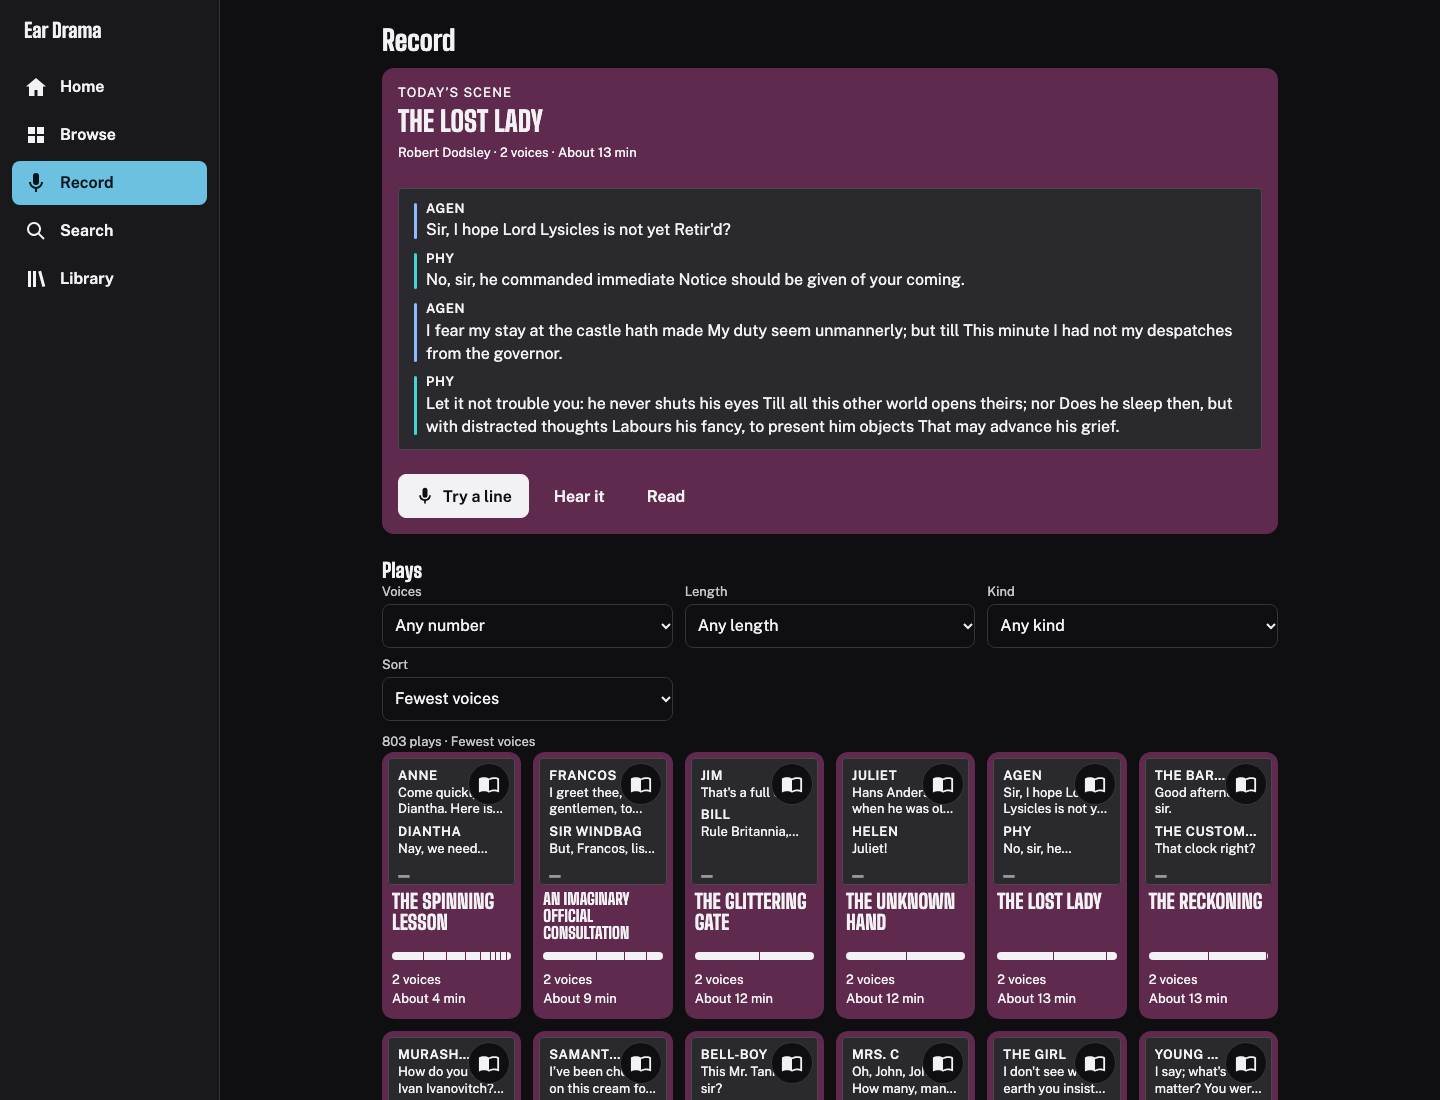 Ear Drama
Home
Browse
Record
Search
Library
Record
TODAY’S SCENE
THE LOST LADY
Robert Dodsley · 2 voices · About 13 min
AGEN
Sir, I hope Lord Lysicles is not yet Retir'd?
PHY
No, sir, he commanded immediate Notice should be given of your coming.
AGEN
I fear my stay at the castle hath made My duty seem unmannerly; but till This minute I had not my despatches
from the governor.
PHY
Let it not trouble you: he never shuts his eyes Till all this other world opens theirs; nor Does he sleep then, but
with distracted thoughts Labours his fancy, to present him objects That may advance his grief.
Try a line
Hear it
Read
Plays
Voices
Length
Kind
Any number
Any length
Any kind
Sort
Fewest voices
803 plays · Fewest voices
ANNE
Come quick
Diantha. Here is...
DIANTHA
Nay, we need...
THE SPINNING
LESSON
2 voices
About 4 min
FRANCOS
I greet thee,
gentlemen, to...
SIR WINDBAG
But, Francos, lis...
AN IMAGINARY
OFFICIAL
CONSULTATION
2 voices
About 9 min
JIM
That's a full
BILL
Rule Britannia,...
THE GLITTERING
GATE
2 voices
About 12 min
JULIET
Hans Anders
when he was ol...
HELEN
Juliet!
THE UNKNOWN
HAND
2 voices
About 12 min
AGEN
Sir, I hope
Lysicles is not y...
PHY
No, sir, he...
THE LOST LADY
2 voices
About 13 min
THE BAR...
Good
sir.
THE CUSTOM...
That clock right?
THE RECKONING
2 voices
About 13 min
MURASH...
How do you
Ivan Ivanovitch?...
SAMANT...
I've been
on this cream fo...
BELL-BOY
This Mr.
sir?
MRS. C
Oh, John,
How many, man...
THE GIRL
I don't see
earth you insist...
YOUNG ...
I say; what's
matter? You wer...